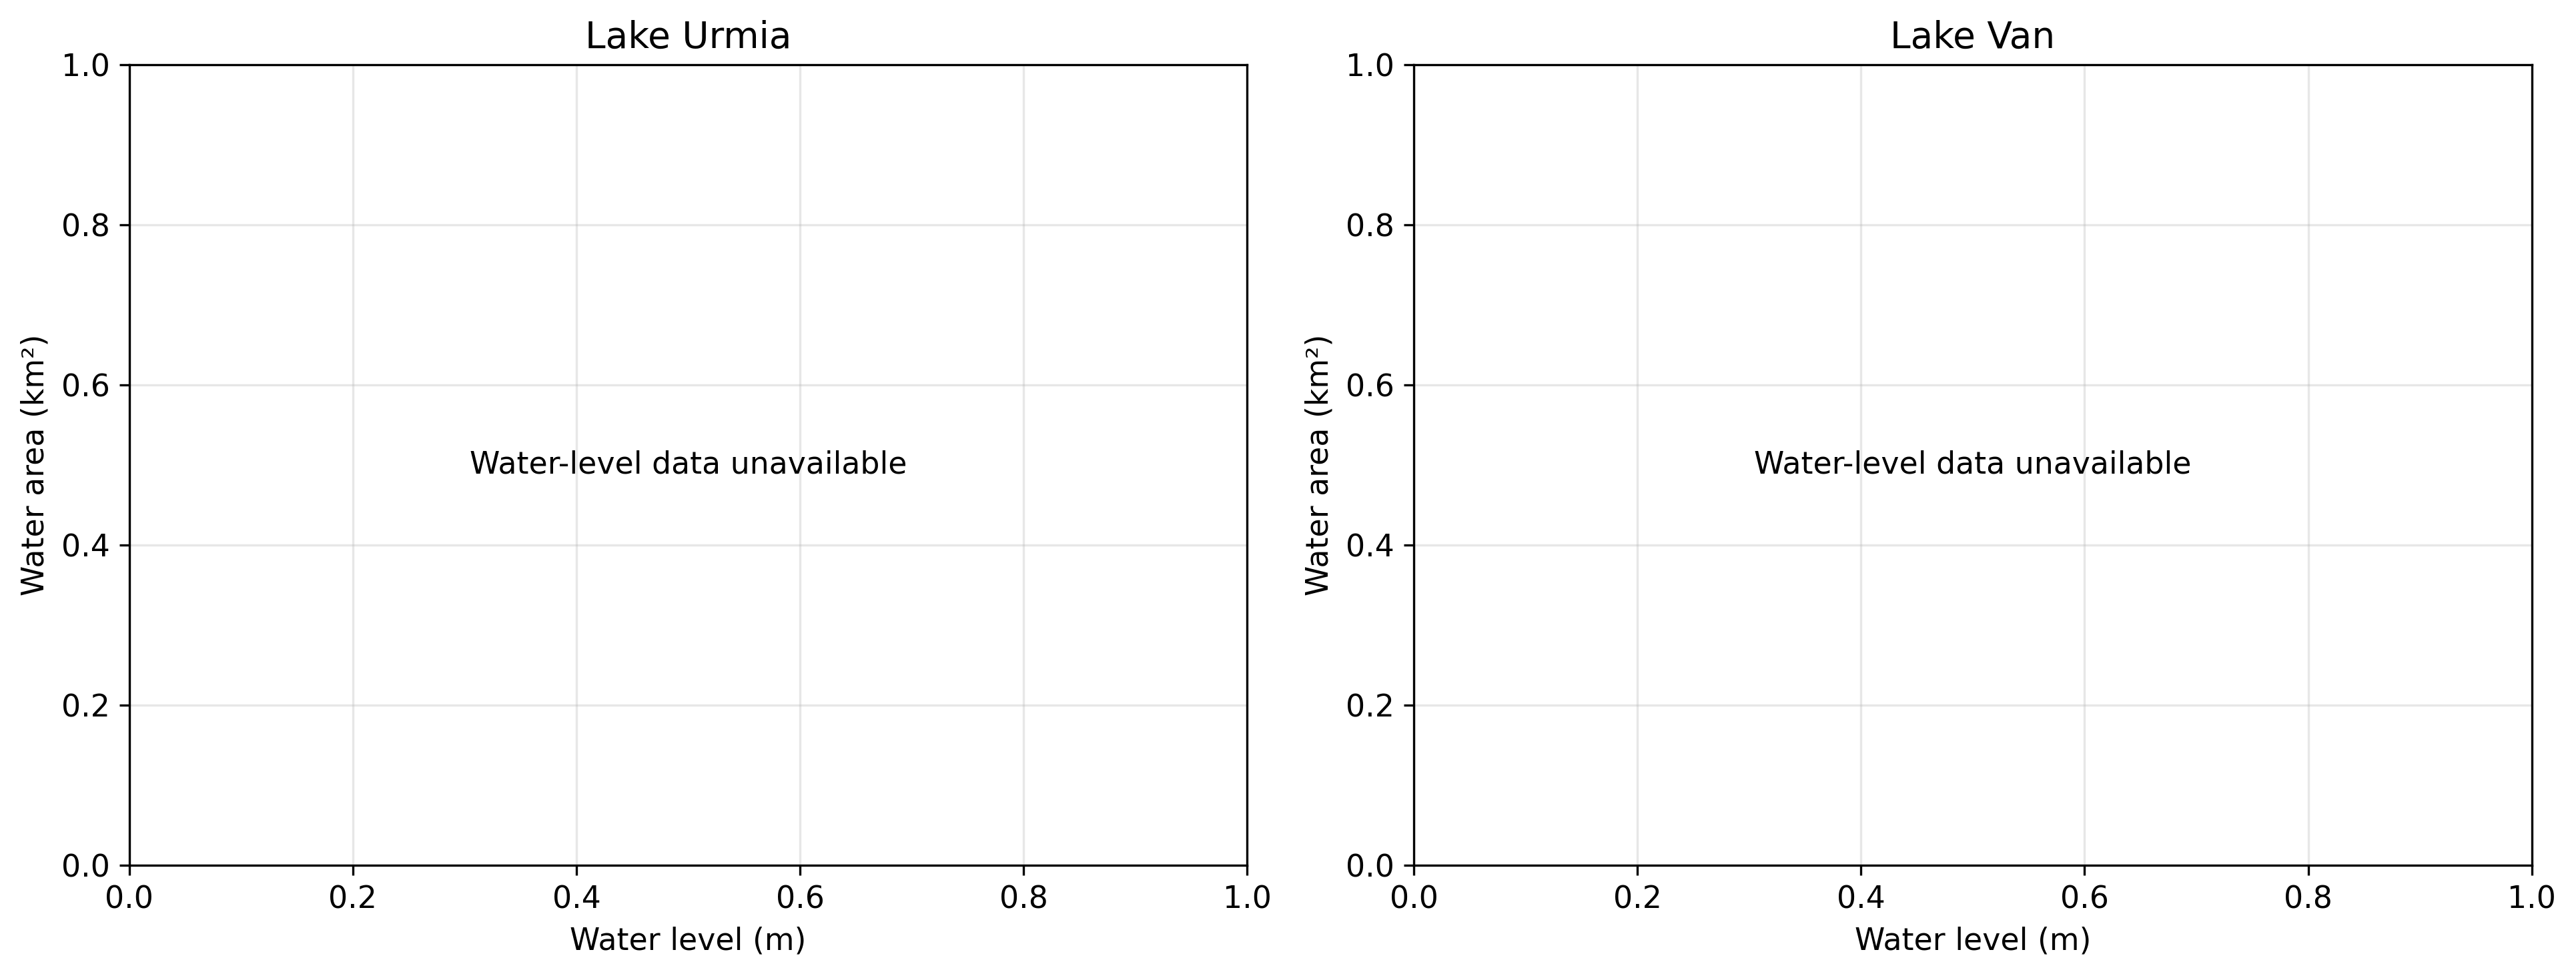 Lake Urmia
1.0
0.8
0.6
0.4
0.2
0.0
Water area (km²)
Water-level data unavailable
0.0 0.2 0.4 0.6 0.8 1.0
Water level (m)
Lake Van
1.0
0.8
0.6
0.4
0.2
0.0
Water area (km²)
Water-level data unavailable
0.0 0.2 0.4 0.6 0.8 1.0
Water level (m)